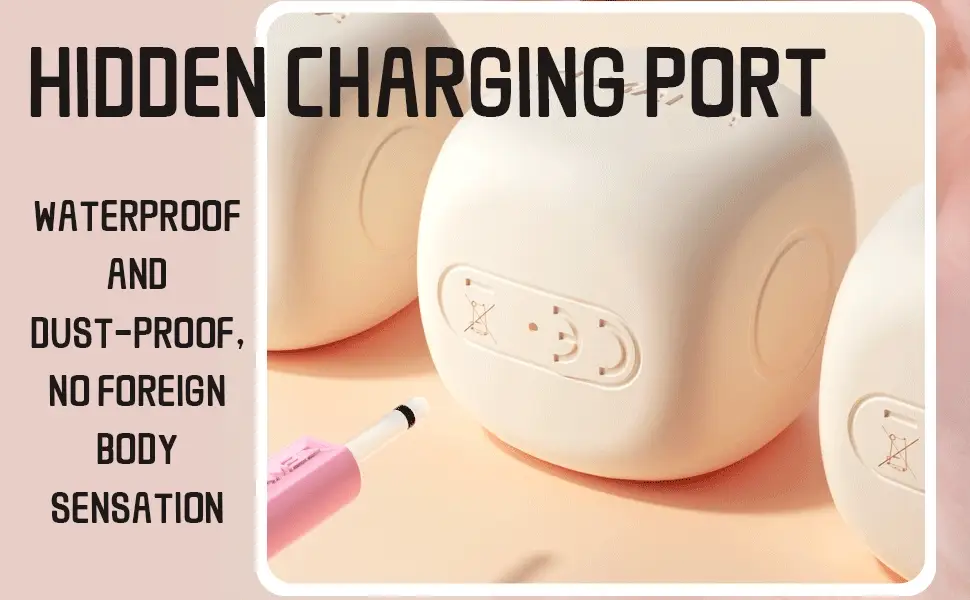 HIDDEN CHARGING PORT
WATERPROOF
AND
DUST-PROOF,
NO FOREIGN
BODY
SENSATION